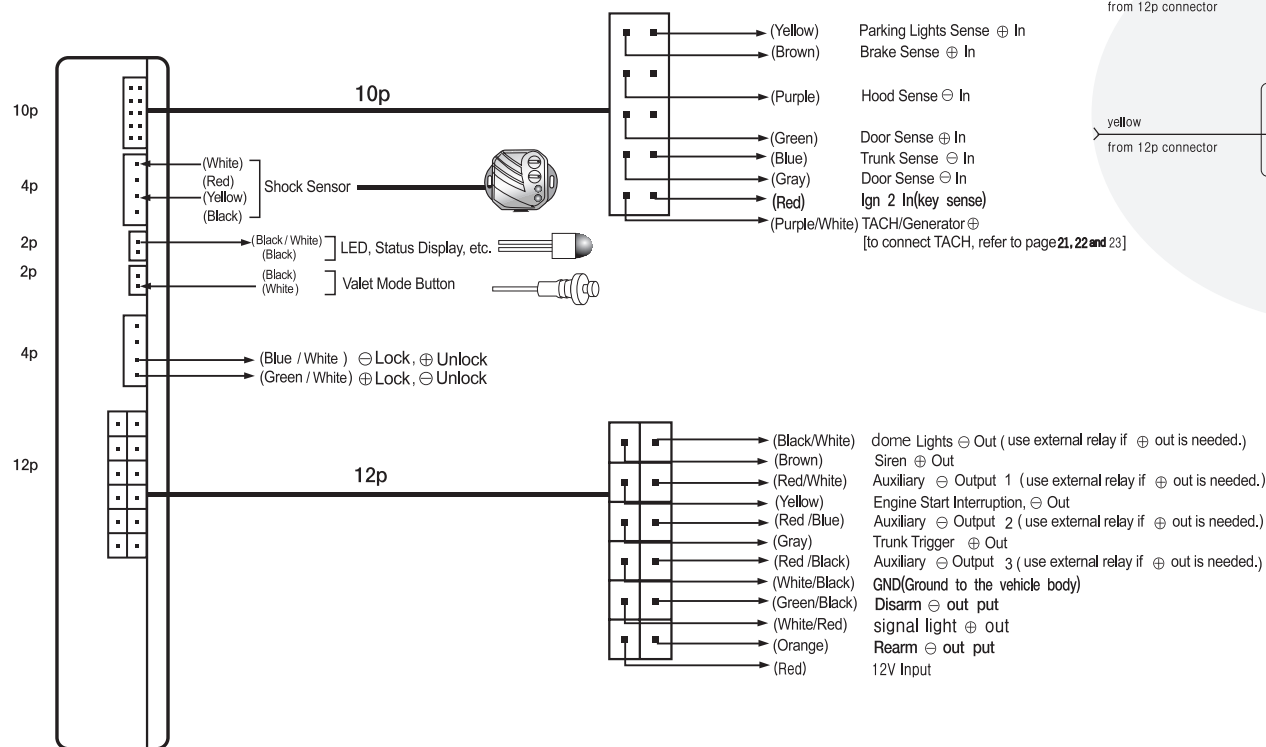 from 12p connector
yellow
from 12p connector
10p
4p
2p
2p
4p
12p
(White)
(Red)
(Yellow)
(Black)
Shock Sensor
(Black / White)
(Black)
LED, Status Display, etc.
(Black)
(White)
Valet Mode Button
(Blue / White ) ⊖ Lock, ⊕ Unlock
(Green / White) ⊕ Lock, ⊖ Unlock
10p
(Yellow) Parking Lights Sense ⊕ In
(Brown) Brake Sense ⊕ In
(Purple) Hood Sense ⊖ In
(Green) Door Sense ⊕ In
(Blue) Trunk Sense ⊖ In
(Gray) Door Sense ⊖ In
(Red) Ign 2 In(key sense)
(Purple/White) TACH/Generator ⊕
[to connect TACH, refer to page 21, 22 and 23]
12p
(Black/White) dome Lights ⊖ Out ( use external relay if ⊕ out is needed.)
(Brown) Siren ⊕ Out
(Red/White) Auxiliary ⊖ Output 1 (use external relay if ⊕ out is needed.)
(Yellow) Engine Start Interruption, ⊖ Out
(Red /Blue) Auxiliary ⊖ Output 2 ( use external relay if ⊕ out is needed.)
(Gray) Trunk Trigger ⊕ Out
(Red /Black) Auxiliary ⊖ Output 3 ( use external relay if ⊕ out is needed.)
(White/Black) GND(Ground to the vehicle body)
(Green/Black) Disarm ⊖ out put
(White/Red) signal light ⊕ out
(Orange) Rearm ⊖ out put
(Red) 12V Input